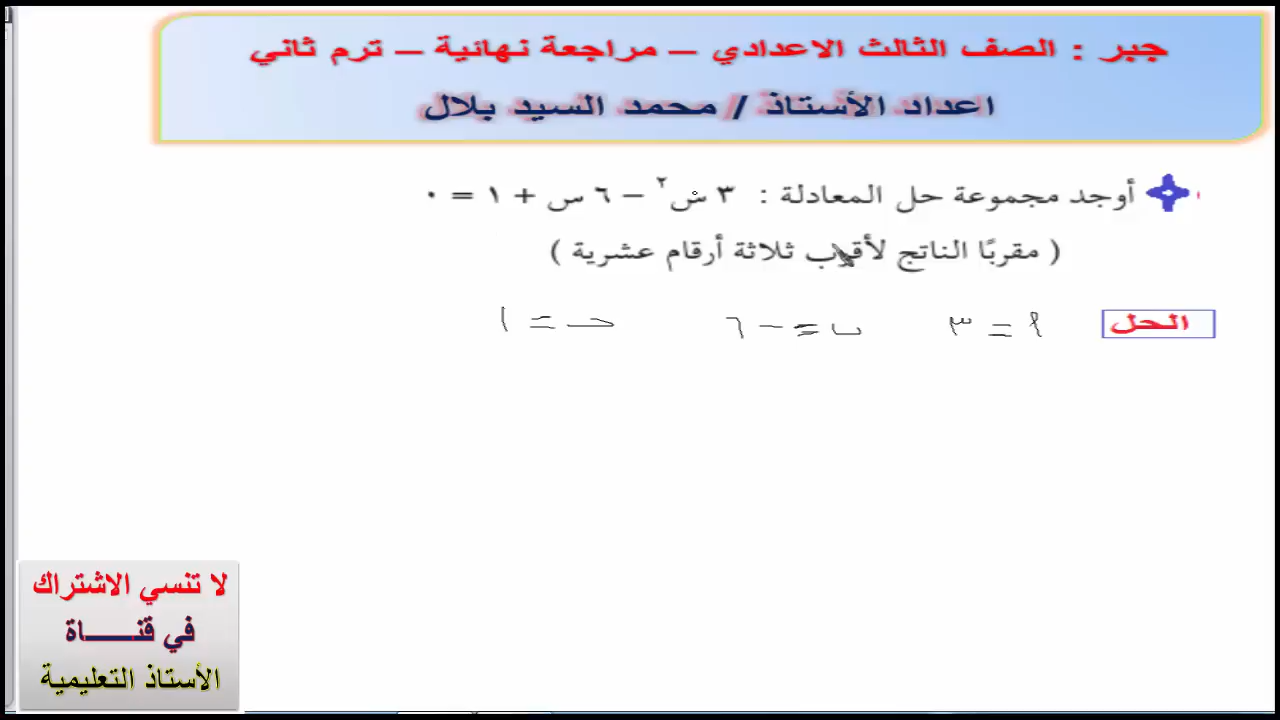 جبر : الصف الثالث الاعدادي – مراجعة نهائية – ترم ثاني
اعداد الأستاذ / محمد السيد بلال
أوجد مجموعة حل المعادلة : ٣ س٢ – ٦ س + ١ = ٠
( مقربًا الناتج لأقرب ثلاثة أرقام عشرية )
الحل
أ = ٣ ب = – ٦ حـ = ١
لا تنسي الاشتراك
في قنـــــاة
الأستاذ التعليمية